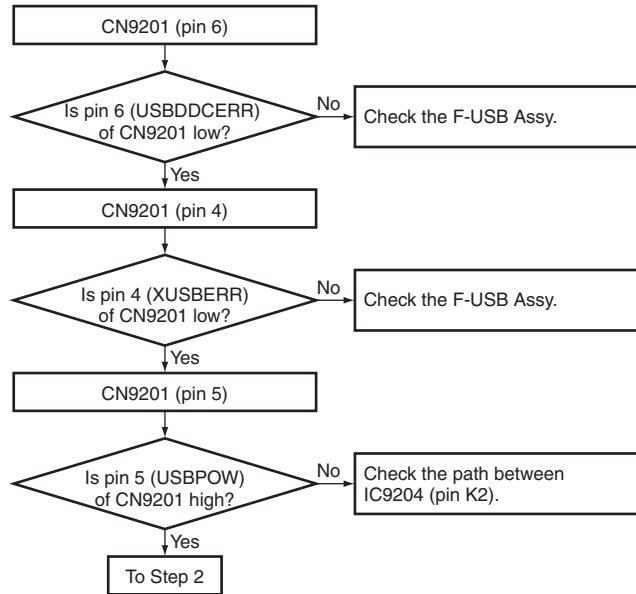 CN9201 (pin 6)
Is pin 6 (USBDDCERR)
of CN9201 low?
No
Check the F-USB Assy.
Yes
CN9201 (pin 4)
Is pin 4 (XUSBERR)
of CN9201 low?
No
Check the F-USB Assy.
Yes
CN9201 (pin 5)
Is pin 5 (USBPOW)
of CN9201 high?
No
Check the path between
IC9204 (pin K2).
Yes
To Step 2